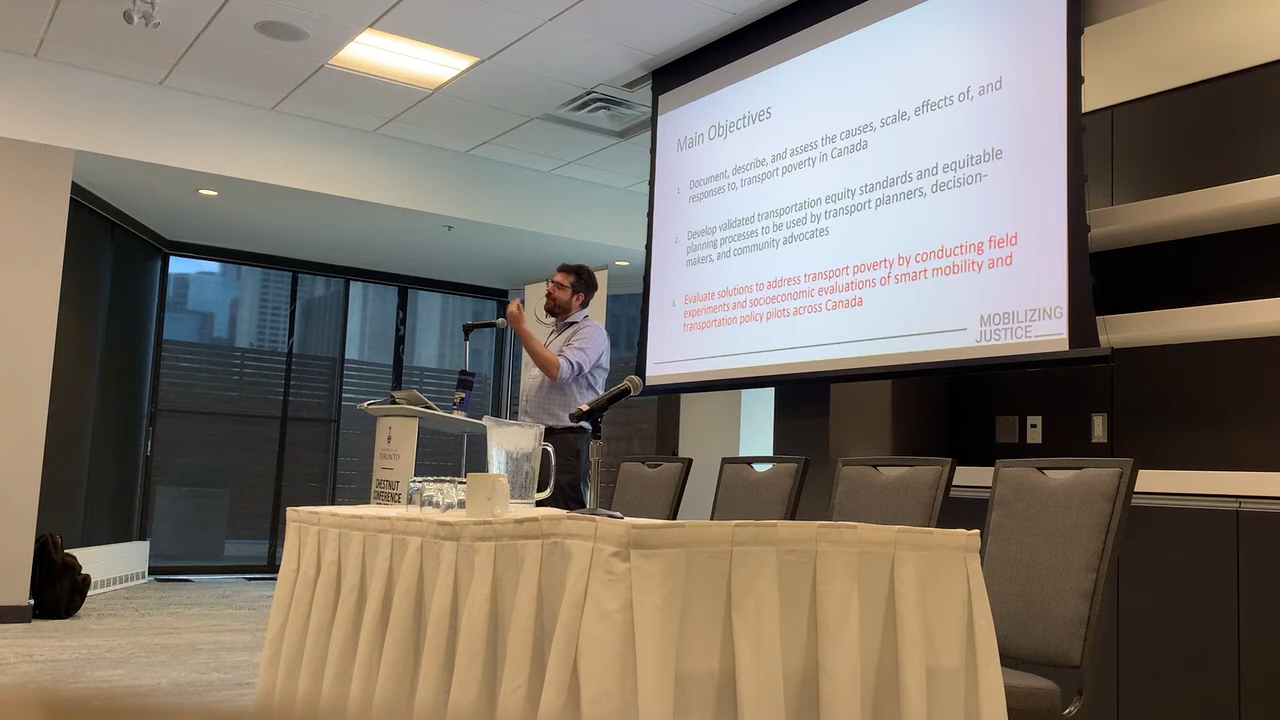 Main Objectives
1. Document, describe, and assess the causes, scale, effects of, and
responses to, transport poverty in Canada
2. Develop validated transportation equity standards and equitable
planning processes to be used by transport planners, decision-
makers, and community advocates
3. Evaluate solutions to address transport poverty by conducting field
experiments and socioeconomic evaluations of smart mobility and
transportation policy pilots across Canada
MOBILIZING
JUSTICE
TORONTO
CHESTNUT
CONFERENCE